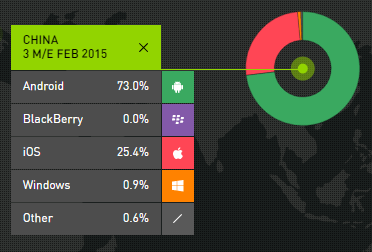 CHINA
3 M/E FEB 2015
Android 73.0%
BlackBerry 0.0%
iOS 25.4%
Windows 0.9%
Other 0.6%